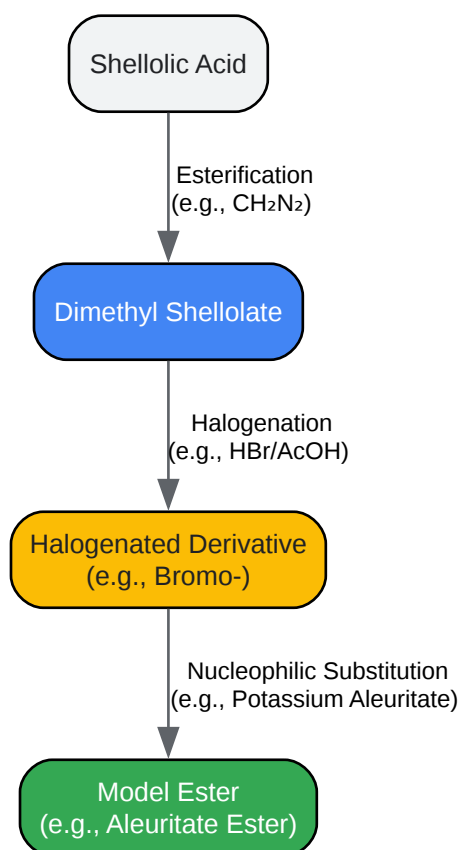 Shellolic Acid
Esterification
(e.g., CH₂N₂)
Dimethyl Shellolate
Halogenation
(e.g., HBr/AcOH)
Halogenated Derivative
(e.g., Bromo-)
Nucleophilic Substitution
(e.g., Potassium Aleuritate)
Model Ester
(e.g., Aleuritate Ester)